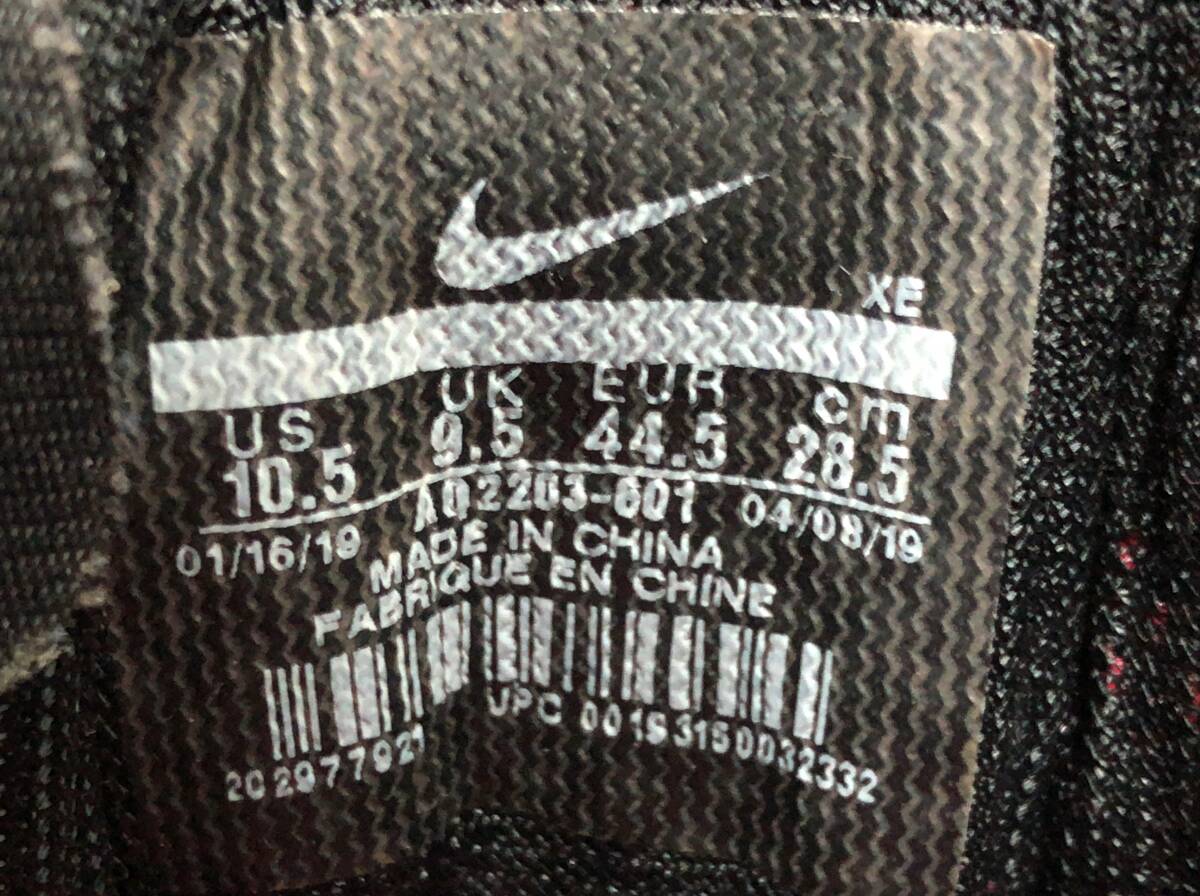 XE
US UK EUR cm
10.5 9.5 44.5 28.5
01/16/19 AQ2203-601 04/08/19
MADE IN CHINA
FABRIQUE EN CHINE
UPC 00193150032332
202977921